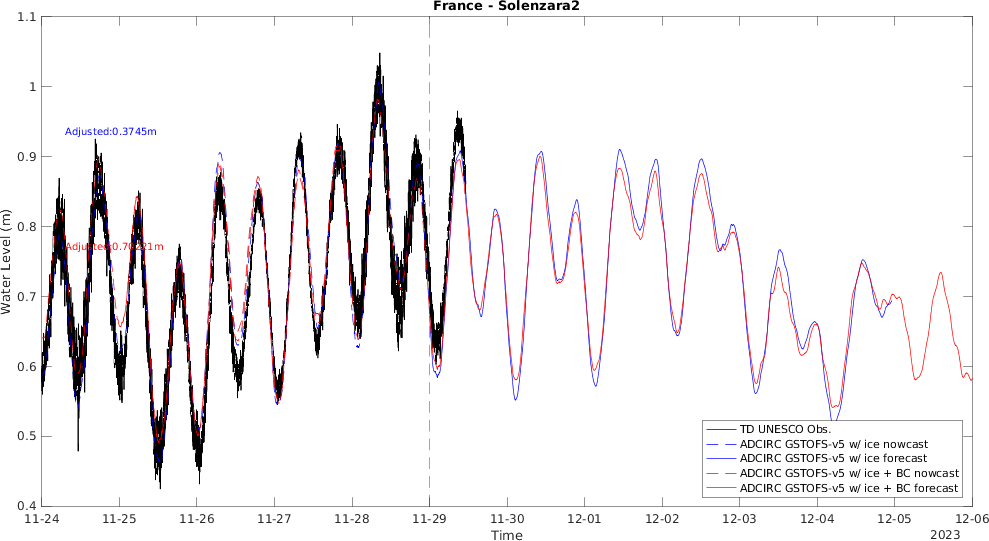 France - Solenzara2
1.1
1
0.9
0.8
0.7
0.6
0.5
0.4
Water Level (m)
Adjusted:0.3745m
TD UNESCO Obs.
ADCIRC GSTOFS-v5 w/ ice nowcast
ADCIRC GSTOFS-v5 w/ ice forecast
ADCIRC GSTOFS-v5 w/ ice + BC nowcast
ADCIRC GSTOFS-v5 w/ ice + BC forecast
11-24 11-25 11-26 11-27 11-28 11-29 11-30 12-01 12-02 12-03 12-04 12-05 12-06
Time
2023